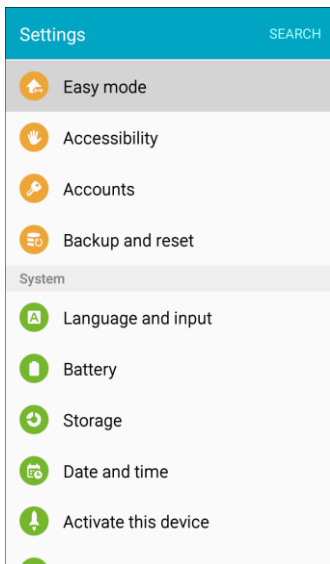 Settings SEARCH
Easy mode
Accessibility
Accounts
Backup and reset
System
Language and input
Battery
Storage
Date and time
Activate this device